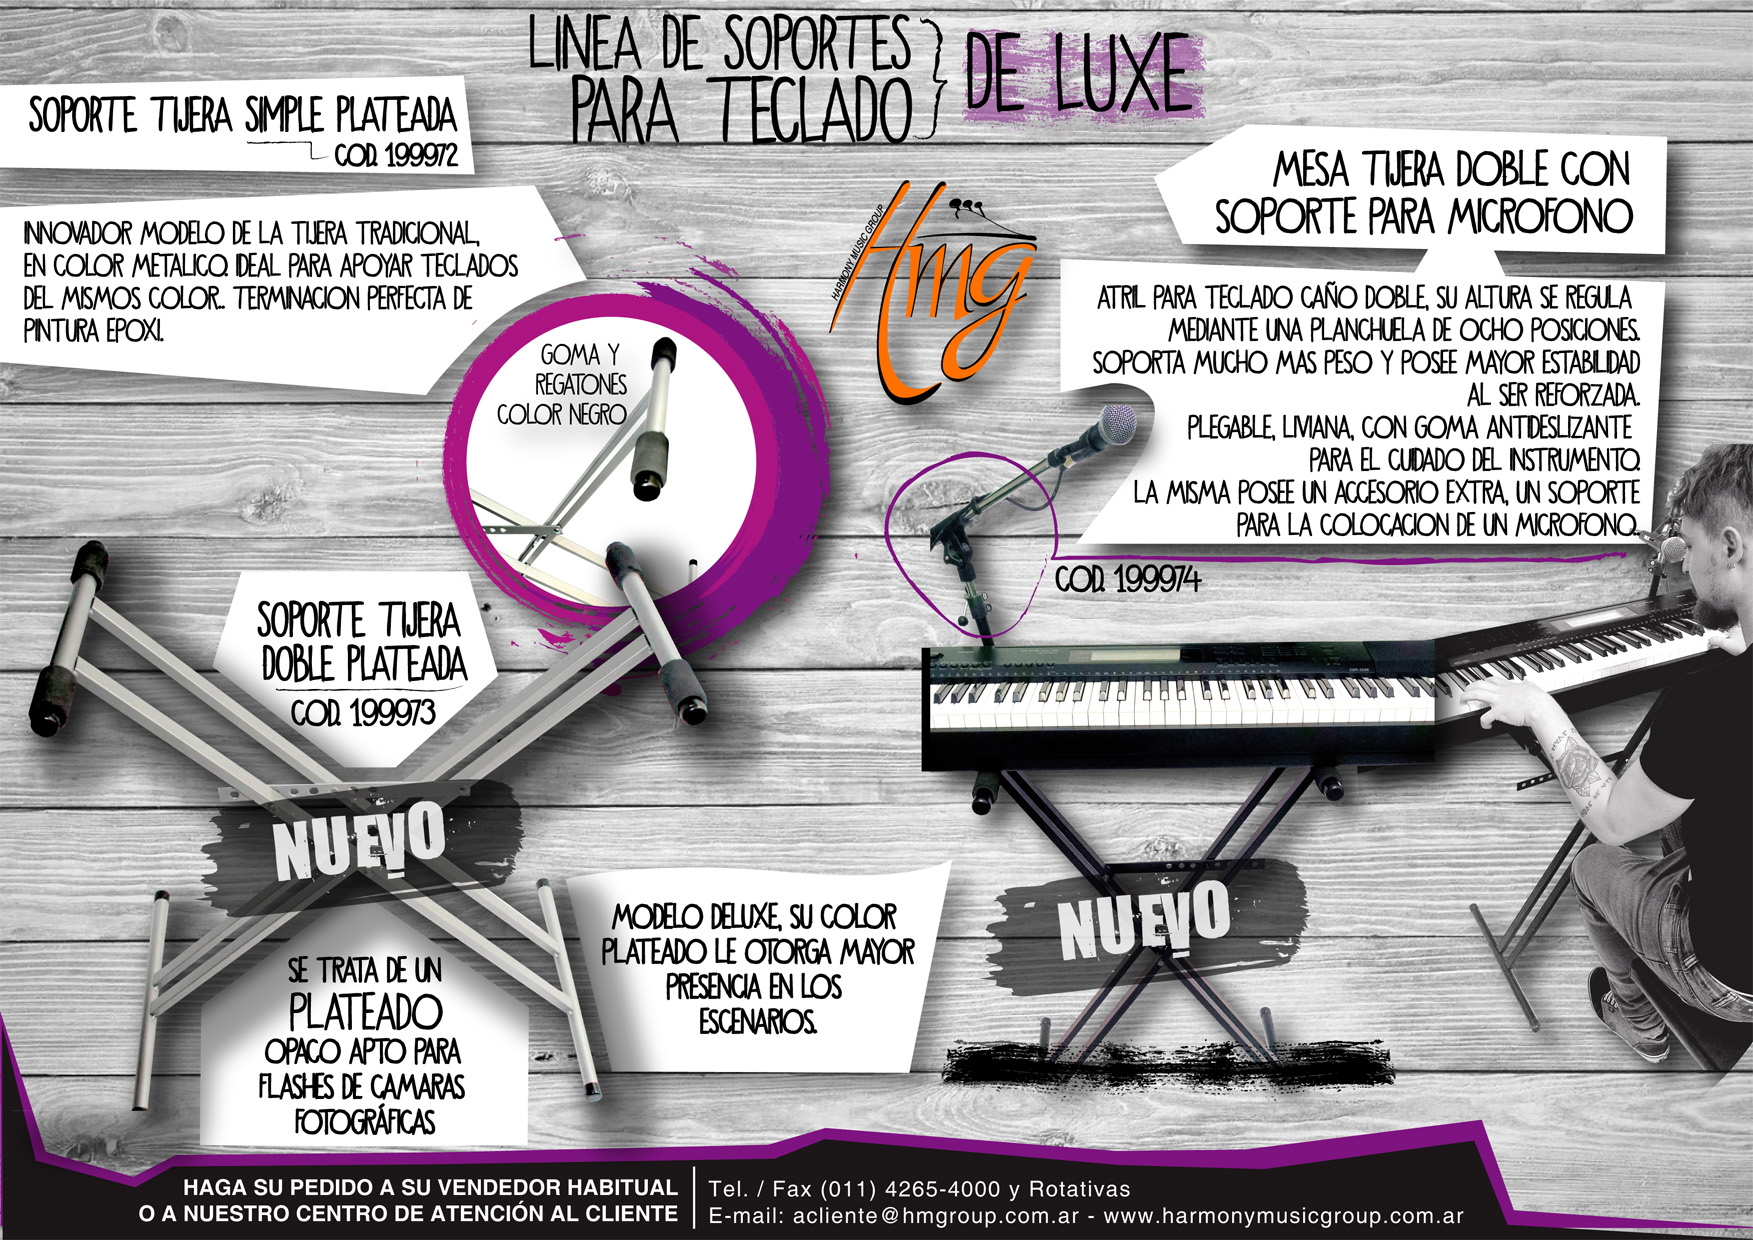 LINEA DE SOPORTES
PARA TECLADO
DE LUXE
SOPORTE TIJERA SIMPLE PLATEADA
COD. 199972
INNOVADOR MODELO DE LA TIJERA TRADICIONAL,
EN COLOR METALICO. IDEAL PARA APOYAR TECLADOS
DEL MISMOS COLOR.. TERMINACION PERFECTA DE
PINTURA EPOXI.
GOMA Y
REGATONES
COLOR NEGRO
HARMONY MUSIC GROUP
Hmg
MESA TIJERA DOBLE CON
SOPORTE PARA MICROFONO
ATRIL PARA TECLADO CAÑO DOBLE, SU ALTURA SE REGULA
MEDIANTE UNA PLANCHUELA DE OCHO POSICIONES.
SOPORTA MUCHO MAS PESO Y POSEE MAYOR ESTABILIDAD
AL SER REFORZADA.
PLEGABLE, LIVIANA, CON GOMA ANTIDESLIZANTE
PARA EL CUIDADO DEL INSTRUMENTO.
LA MISMA POSEE UN ACCESORIO EXTRA, UN SOPORTE
PARA LA COLOCACION DE UN MICROFONO..
COD. 199974
SOPORTE TIJERA
DOBLE PLATEADA
COD. 199973
NUEVO
SE TRATA DE UN
PLATEADO
OPACO APTO PARA
FLASHES DE CAMARAS
FOTOGRÁFICAS
MODELO DELUXE, SU COLOR
PLATEADO LE OTORGA MAYOR
PRESENCIA EN LOS
ESCENARIOS.
NUEVO
HAGA SU PEDIDO A SU VENDEDOR HABITUAL
O A NUESTRO CENTRO DE ATENCIÓN AL CLIENTE
Tel. / Fax (011) 4265-4000 y Rotativas
E-mail: acliente@hmgroup.com.ar - www.harmonymusicgroup.com.ar